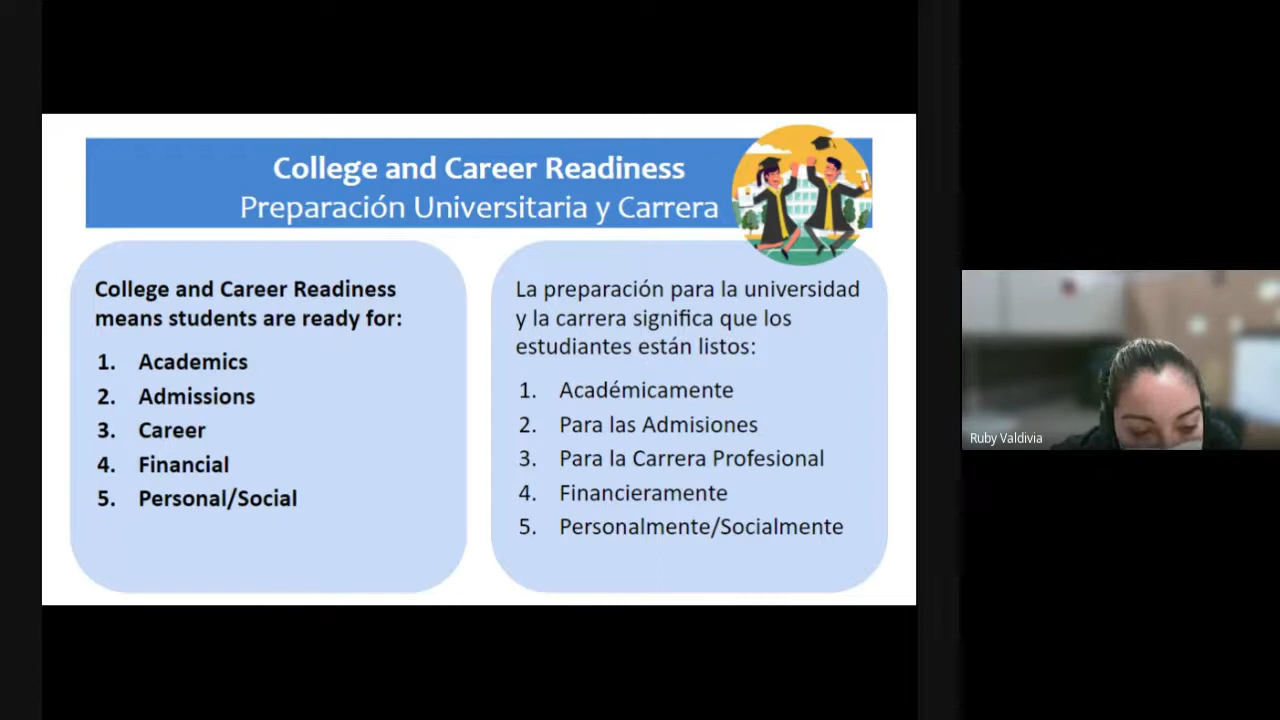 College and Career Readiness
Preparación Universitaria y Carrera
College and Career Readiness
means students are ready for:
1. Academics
2. Admissions
3. Career
4. Financial
5. Personal/Social
La preparación para la universidad
y la carrera significa que los
estudiantes están listos:
1. Académicamente
2. Para las Admisiones
3. Para la Carrera Profesional
4. Financieramente
5. Personalmente/Socialmente
Ruby Valdivia